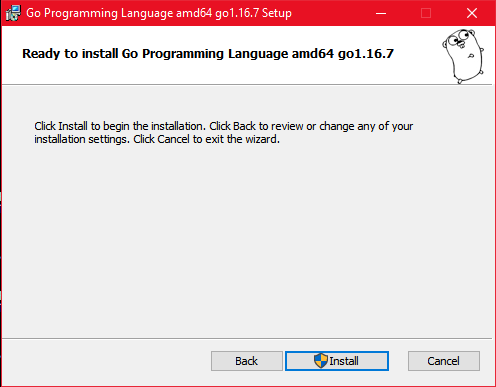 Go Programming Language amd64 go1.16.7 Setup
Ready to install Go Programming Language amd64 go1.16.7
Click Install to begin the installation. Click Back to review or change any of your
installation settings. Click Cancel to exit the wizard.
Back Install Cancel